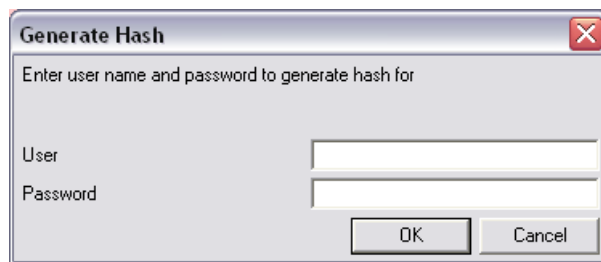 Generate Hash
Enter user name and password to generate hash for
User
Password
OK Cancel